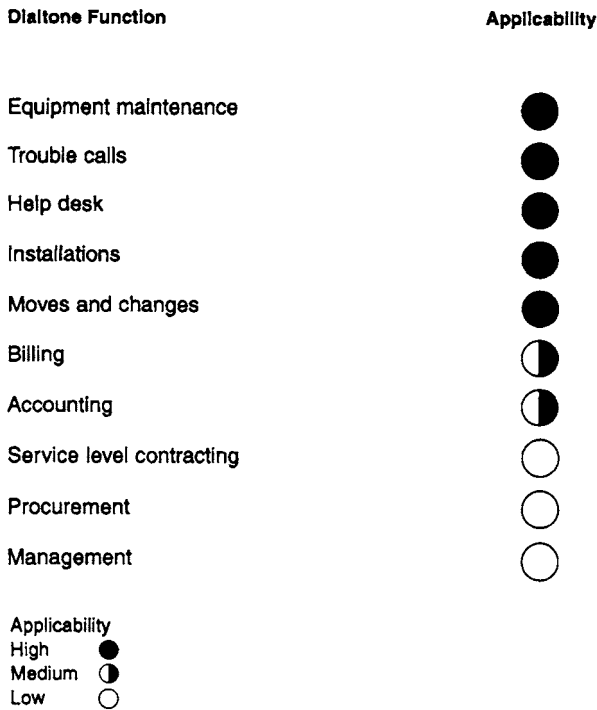 Dialtone Function Applicability
Equipment maintenance
Trouble calls
Help desk
Installations
Moves and changes
Billing
Accounting
Service level contracting
Procurement
Management
Applicability
High
Medium
Low